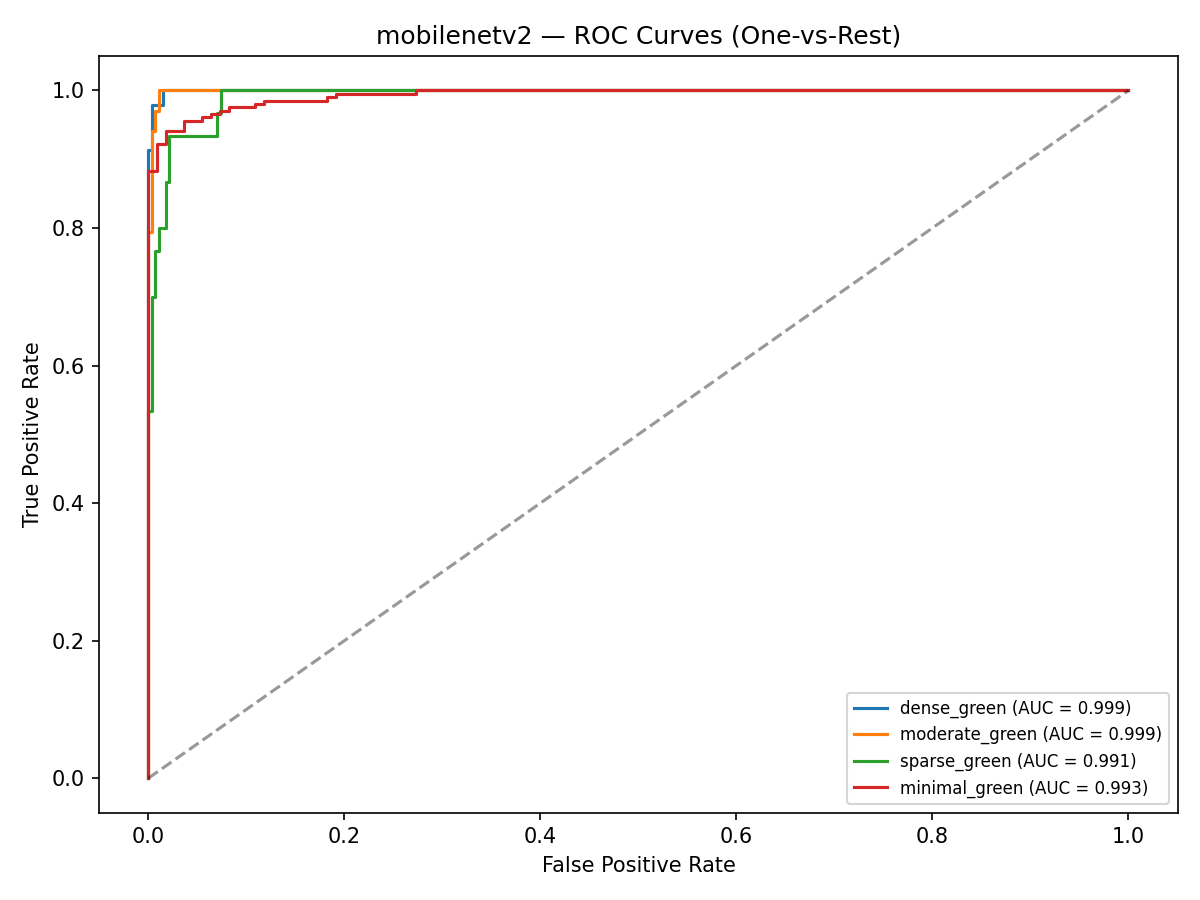 mobilenetv2 — ROC Curves (One-vs-Rest)
True Positive Rate
1.0
0.8
0.6
0.4
0.2
0.0
0.0 0.2 0.4 0.6 0.8 1.0
False Positive Rate
dense_green (AUC = 0.999)
moderate_green (AUC = 0.999)
sparse_green (AUC = 0.991)
minimal_green (AUC = 0.993)